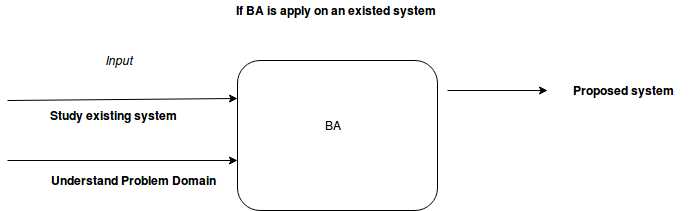 If BA is apply on an existed system
Input
Study existing system
BA
Proposed system
Understand Problem Domain